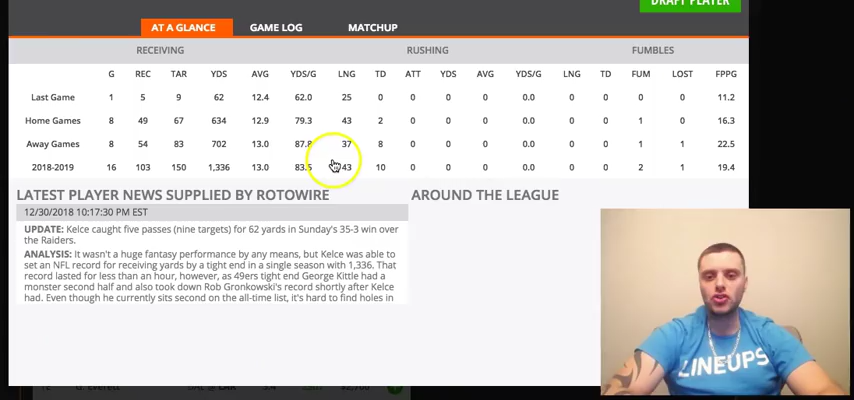 DRAFT PLAYER
AT A GLANCE GAME LOG MATCHUP
RECEIVING RUSHING FUMBLES
G REC TAR YDS AVG YDS/G LNG TD ATT YDS AVG YDS/G LNG TD FUM LOST FPPG
Last Game 1 5 9 62 12.4 62.0 25 0 0 0 0 0.0 0 0 0 0 11.2
Home Games 8 49 67 634 12.9 79.3 43 2 0 0 0 0.0 0 0 1 0 16.3
Away Games 8 54 83 702 13.0 87.8 37 8 0 0 0 0.0 0 0 1 1 22.5
2018-2019 16 103 150 1,336 13.0 83.5 43 10 0 0 0 0.0 0 0 2 1 19.4
LATEST PLAYER NEWS SUPPLIED BY ROTOWIRE AROUND THE LEAGUE
12/30/2018 10:17:30 PM EST
UPDATE: Kelce caught five passes (nine targets) for 62 yards in Sunday's 35-3 win over
the Raiders.
ANALYSIS: It wasn't a huge fantasy performance by any means, but Kelce was able to
set an NFL record for receiving yards by a tight end in a single season with 1,336. That
record lasted for less than an hour, however, as 49ers tight end George Kittle had a
monster second half and also took down Rob Gronkowski's record shortly after Kelce
had. Even though he currently sits second on the all-time list, it's hard to find holes in
LINEUPS